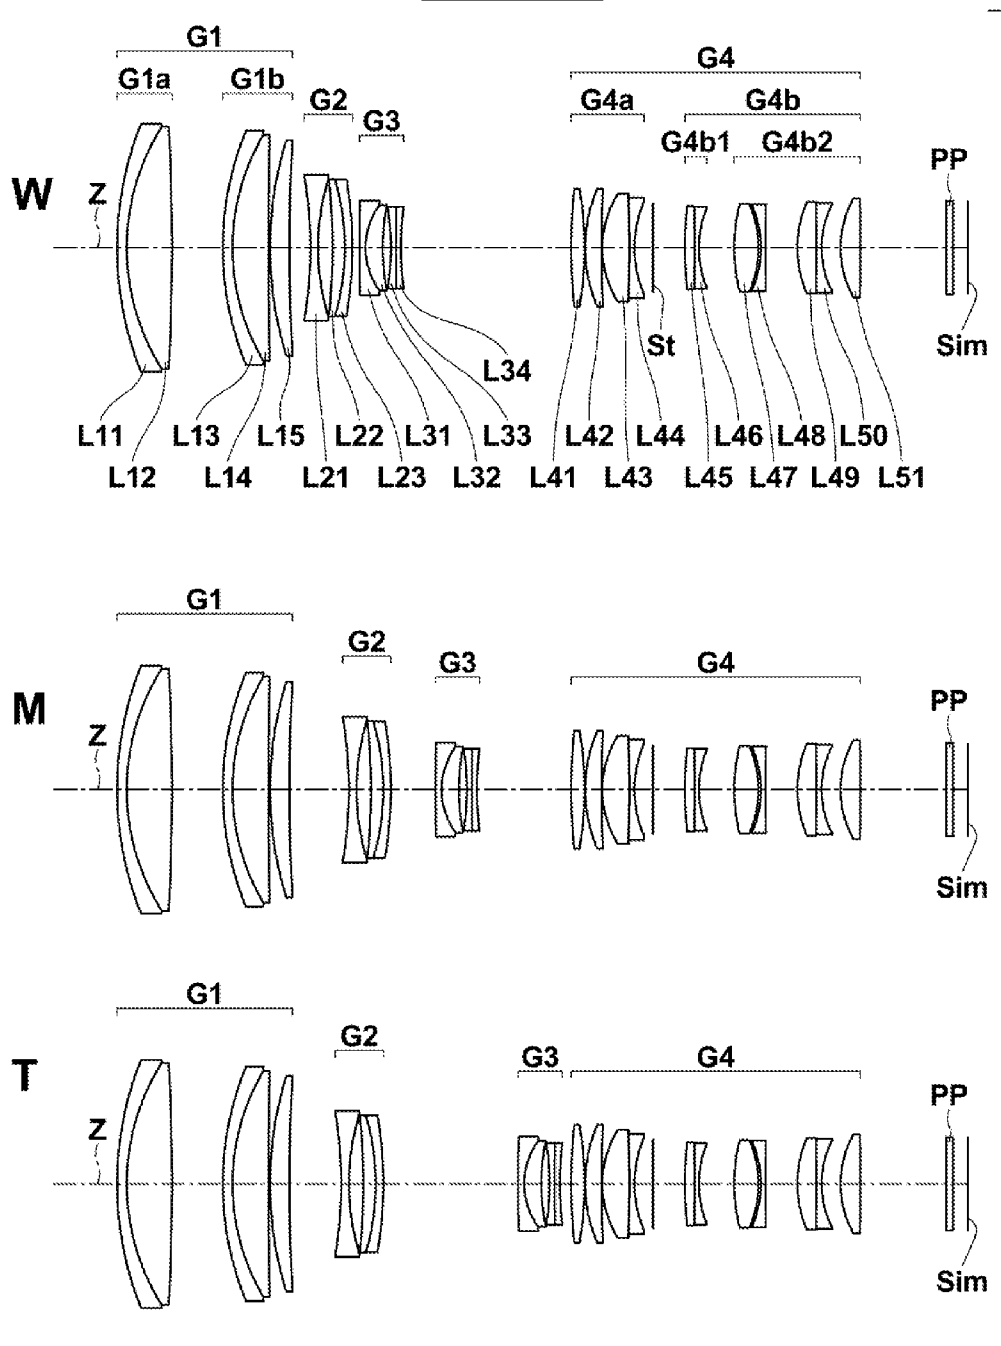 G1 G4
G1a G1b G2 G4a G4b
G3 G4b1 G4b2 PP
W Z
St Sim
L34
L11 L13 L15 L22 L31 L33 L42 L44 L46 L48 L50
L12 L14 L21 L23 L32 L41 L43 L45 L47 L49 L51
G1
G2 G3 G4
M Z PP
Sim
G1
G2 G3 G4
T Z PP
Sim